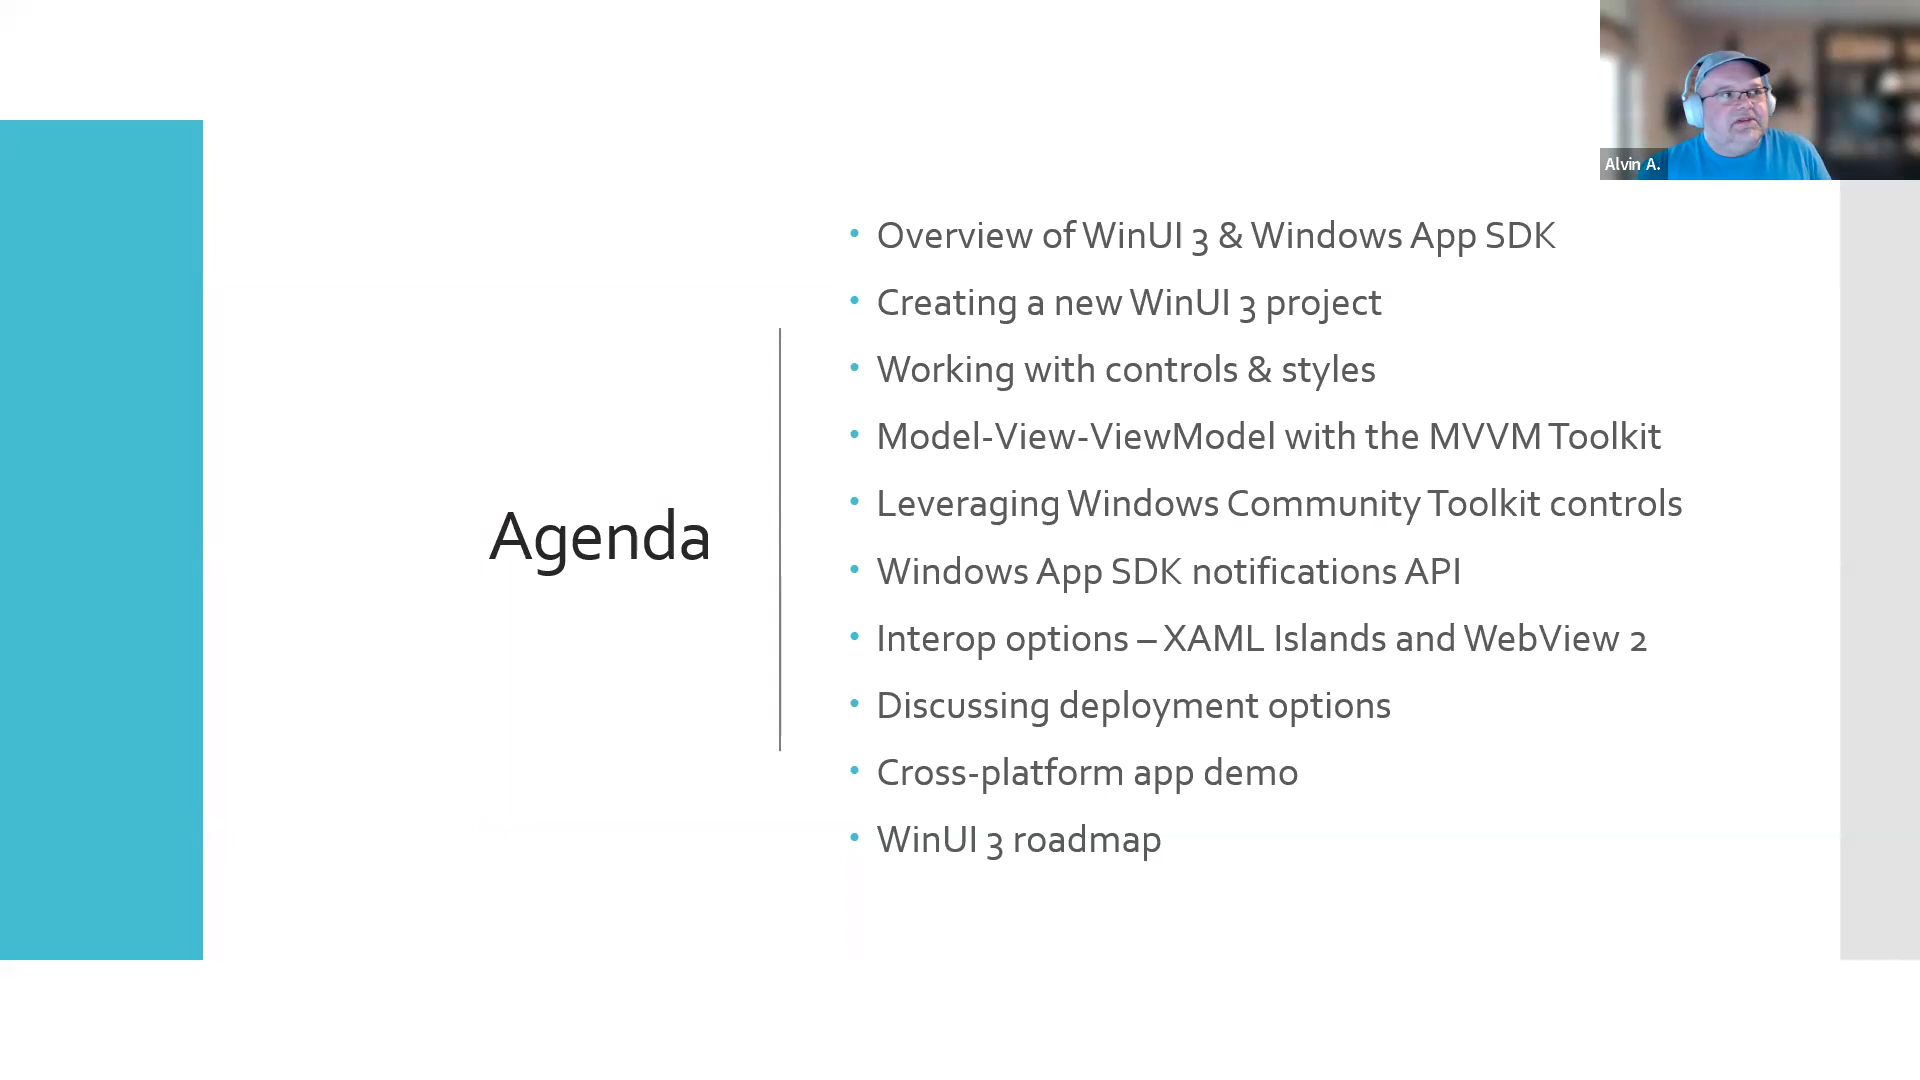 Alvin A.
Agenda
• Overview of WinUI 3 & Windows App SDK
• Creating a new WinUI 3 project
• Working with controls & styles
• Model-View-ViewModel with the MVVM Toolkit
• Leveraging Windows Community Toolkit controls
• Windows App SDK notifications API
• Interop options – XAML Islands and WebView 2
• Discussing deployment options
• Cross-platform app demo
• WinUI 3 roadmap